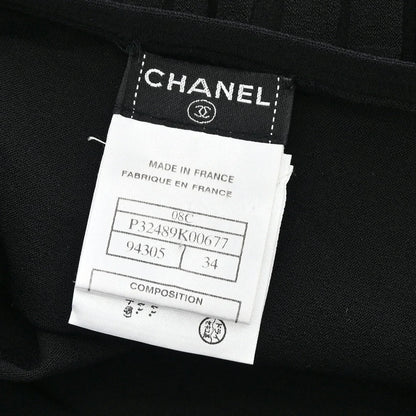 CHANEL
MADE IN FRANCE
FABRIQUE EN FRANCE
08C
P32489K00677
94305 34
COMPOSITION